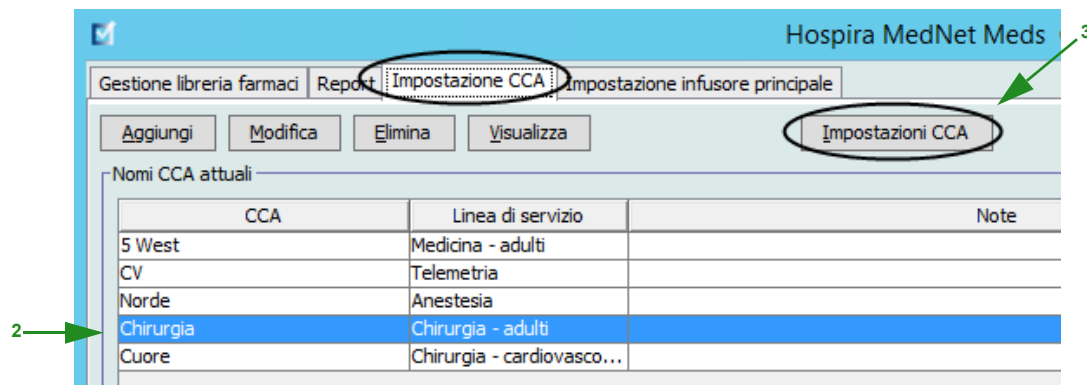 Hospira MedNet Meds
3
Gestione libreria farmaci Report Impostazione CCA Impostazione infusore principale
Aggiungi Modifica Elimina Visualizza Impostazioni CCA
Nomi CCA attuali
CCA Linea di servizio Note
5 West Medicina - adulti
CV Telemetria
Norde Anestesia
2 Chirurgia Chirurgia - adulti
Cuore Chirurgia - cardiovasco...